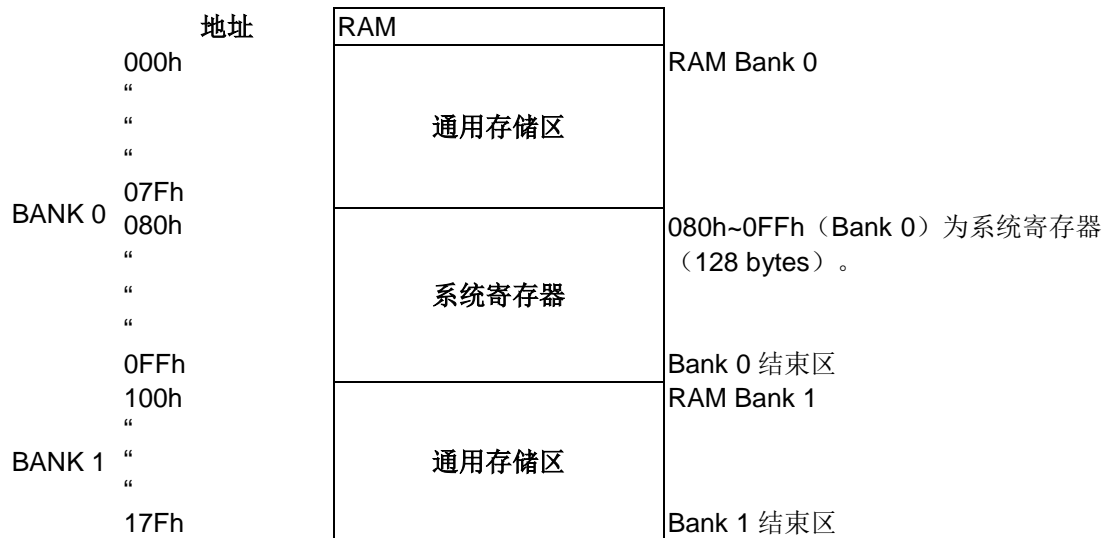 地址 RAM
000h RAM Bank 0
“
“ 通用存储区
“
07Fh
BANK 0
080h 080h~0FFh（Bank 0）为系统寄存器
“ （128 bytes）。
“ 系统寄存器
“
0FFh Bank 0 结束区
100h RAM Bank 1
“
BANK 1 “ 通用存储区
“
17Fh Bank 1 结束区